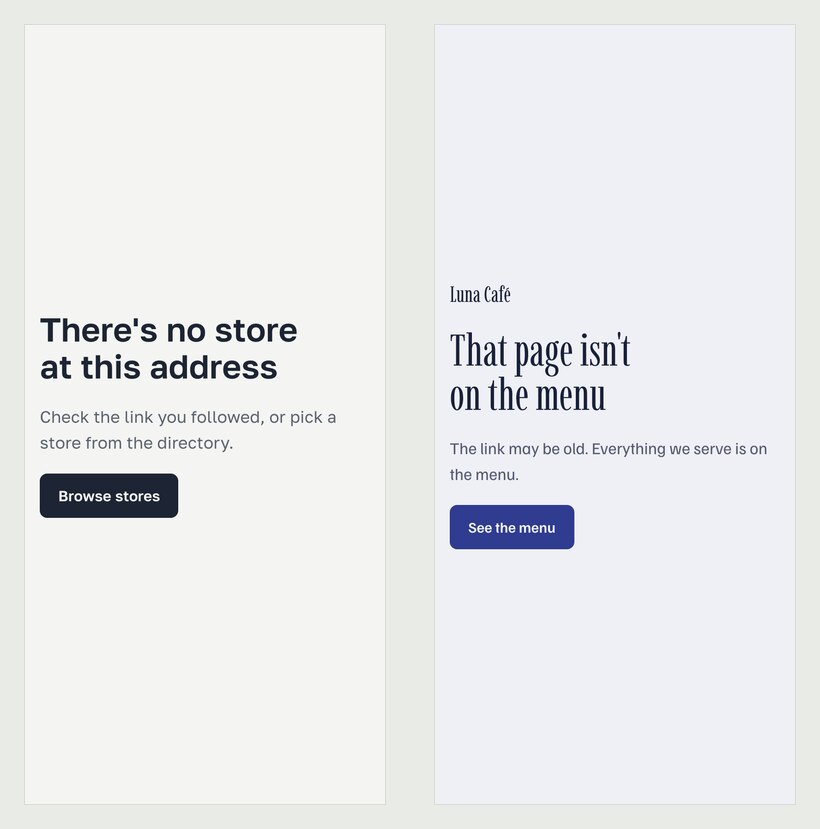 There's no store
at this address
Check the link you followed, or pick a
store from the directory.
Browse stores
Luna Café
That page isn't
on the menu
The link may be old. Everything we serve is on
the menu.
See the menu